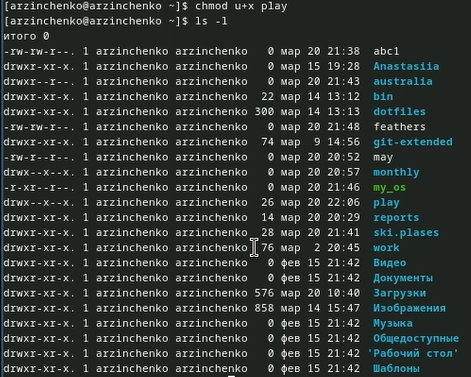 [arzinchenko@arzinchenko ~]$ chmod u+x play
[arzinchenko@arzinchenko ~]$ ls -l
итого 0
-rw-rw-r--. 1 arzinchenko arzinchenko 0 мар 20 21:38 abc1
drwxr-xr-x. 1 arzinchenko arzinchenko 0 мар 15 19:28 Anastasiia
drwxr--r--. 1 arzinchenko arzinchenko 0 мар 20 21:43 australia
drwxr-xr-x. 1 arzinchenko arzinchenko 22 мар 14 13:12 bin
drwxr-xr-x. 1 arzinchenko arzinchenko 300 мар 14 13:13 dotfiles
-rw-rw-r--. 1 arzinchenko arzinchenko 0 мар 20 21:48 feathers
drwxr-xr-x. 1 arzinchenko arzinchenko 74 мар 9 14:56 git-extended
-rw-r--r--. 1 arzinchenko arzinchenko 0 мар 20 20:52 may
drwx--x--x. 1 arzinchenko arzinchenko 0 мар 20 20:57 monthly
-r-xr--r--. 1 arzinchenko arzinchenko 0 мар 20 21:46 my_os
drwx--x--x. 1 arzinchenko arzinchenko 26 мар 20 22:06 play
drwxr-xr-x. 1 arzinchenko arzinchenko 14 мар 20 20:29 reports
drwxr-xr-x. 1 arzinchenko arzinchenko 28 мар 20 21:41 ski.plases
drwxr-xr-x. 1 arzinchenko arzinchenko 76 мар 2 20:45 work
drwxr-xr-x. 1 arzinchenko arzinchenko 0 фев 15 21:42 Видео
drwxr-xr-x. 1 arzinchenko arzinchenko 0 фев 15 21:42 Документы
drwxr-xr-x. 1 arzinchenko arzinchenko 576 мар 20 10:40 Загрузки
drwxr-xr-x. 1 arzinchenko arzinchenko 858 мар 14 15:47 Изображения
drwxr-xr-x. 1 arzinchenko arzinchenko 0 фев 15 21:42 Музыка
drwxr-xr-x. 1 arzinchenko arzinchenko 0 фев 15 21:42 Общедоступные
drwxr-xr-x. 1 arzinchenko arzinchenko 0 фев 15 21:42 'Рабочий стол'
drwxr-xr-x. 1 arzinchenko arzinchenko 0 фев 15 21:42 Шаблоны